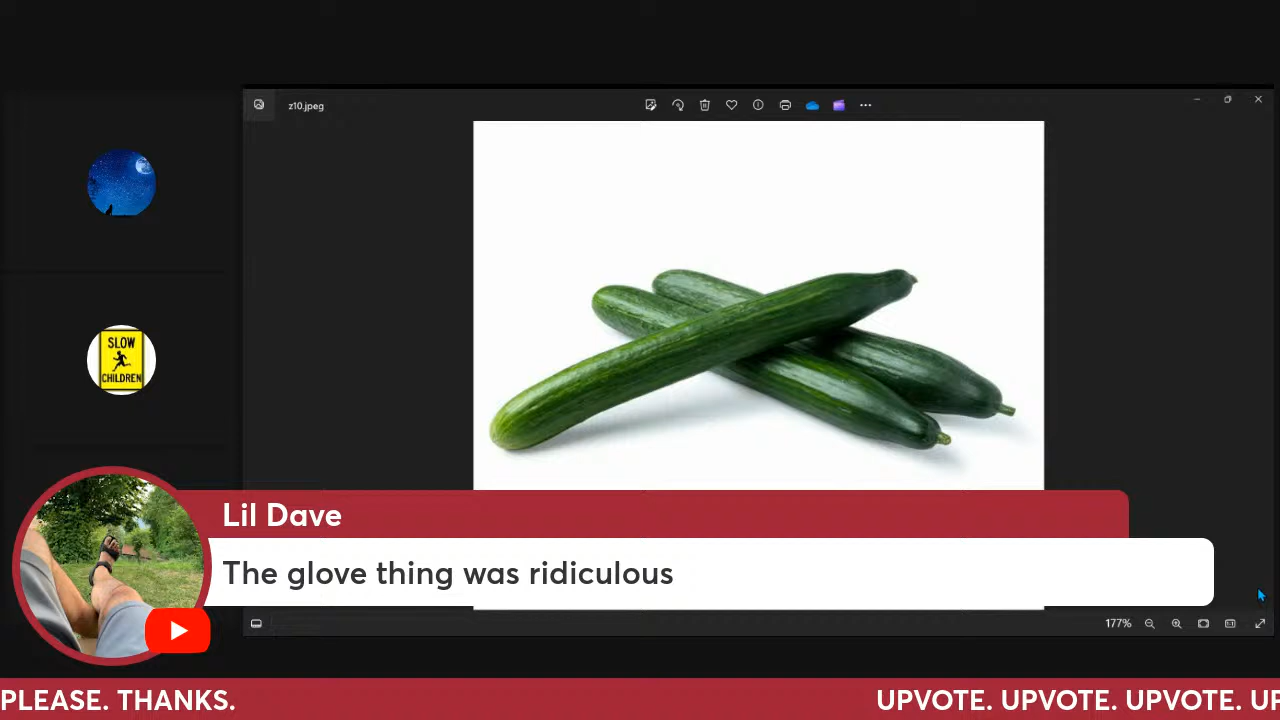 z10.jpeg
SLOW
CHILDREN
Lil Dave
The glove thing was ridiculous
177%
PLEASE. THANKS.
UPVOTE. UPVOTE. UPVOTE. UP